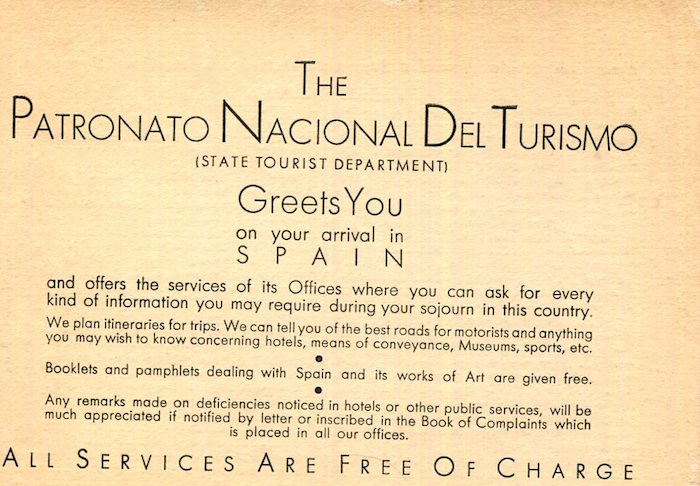 THE
PATRONATO NACIONAL DEL TURISMO
(STATE TOURIST DEPARTMENT)
Greets You
on your arrival in
SPAIN
and offers the services of its Offices where you can ask for every
kind of information you may require during your sojourn in this country.
We plan itineraries for trips. We can tell you of the best roads for motorists and anything
you may wish to know concerning hotels, means of conveyance, Museums, sports, etc.
•
Booklets and pamphlets dealing with Spain and its works of Art are given free.
•
Any remarks made on deficiencies noticed in hotels or other public services, will be
much appreciated if notified by letter or inscribed in the Book of Complaints which
is placed in all our offices.
ALL SERVICES ARE FREE OF CHARGE